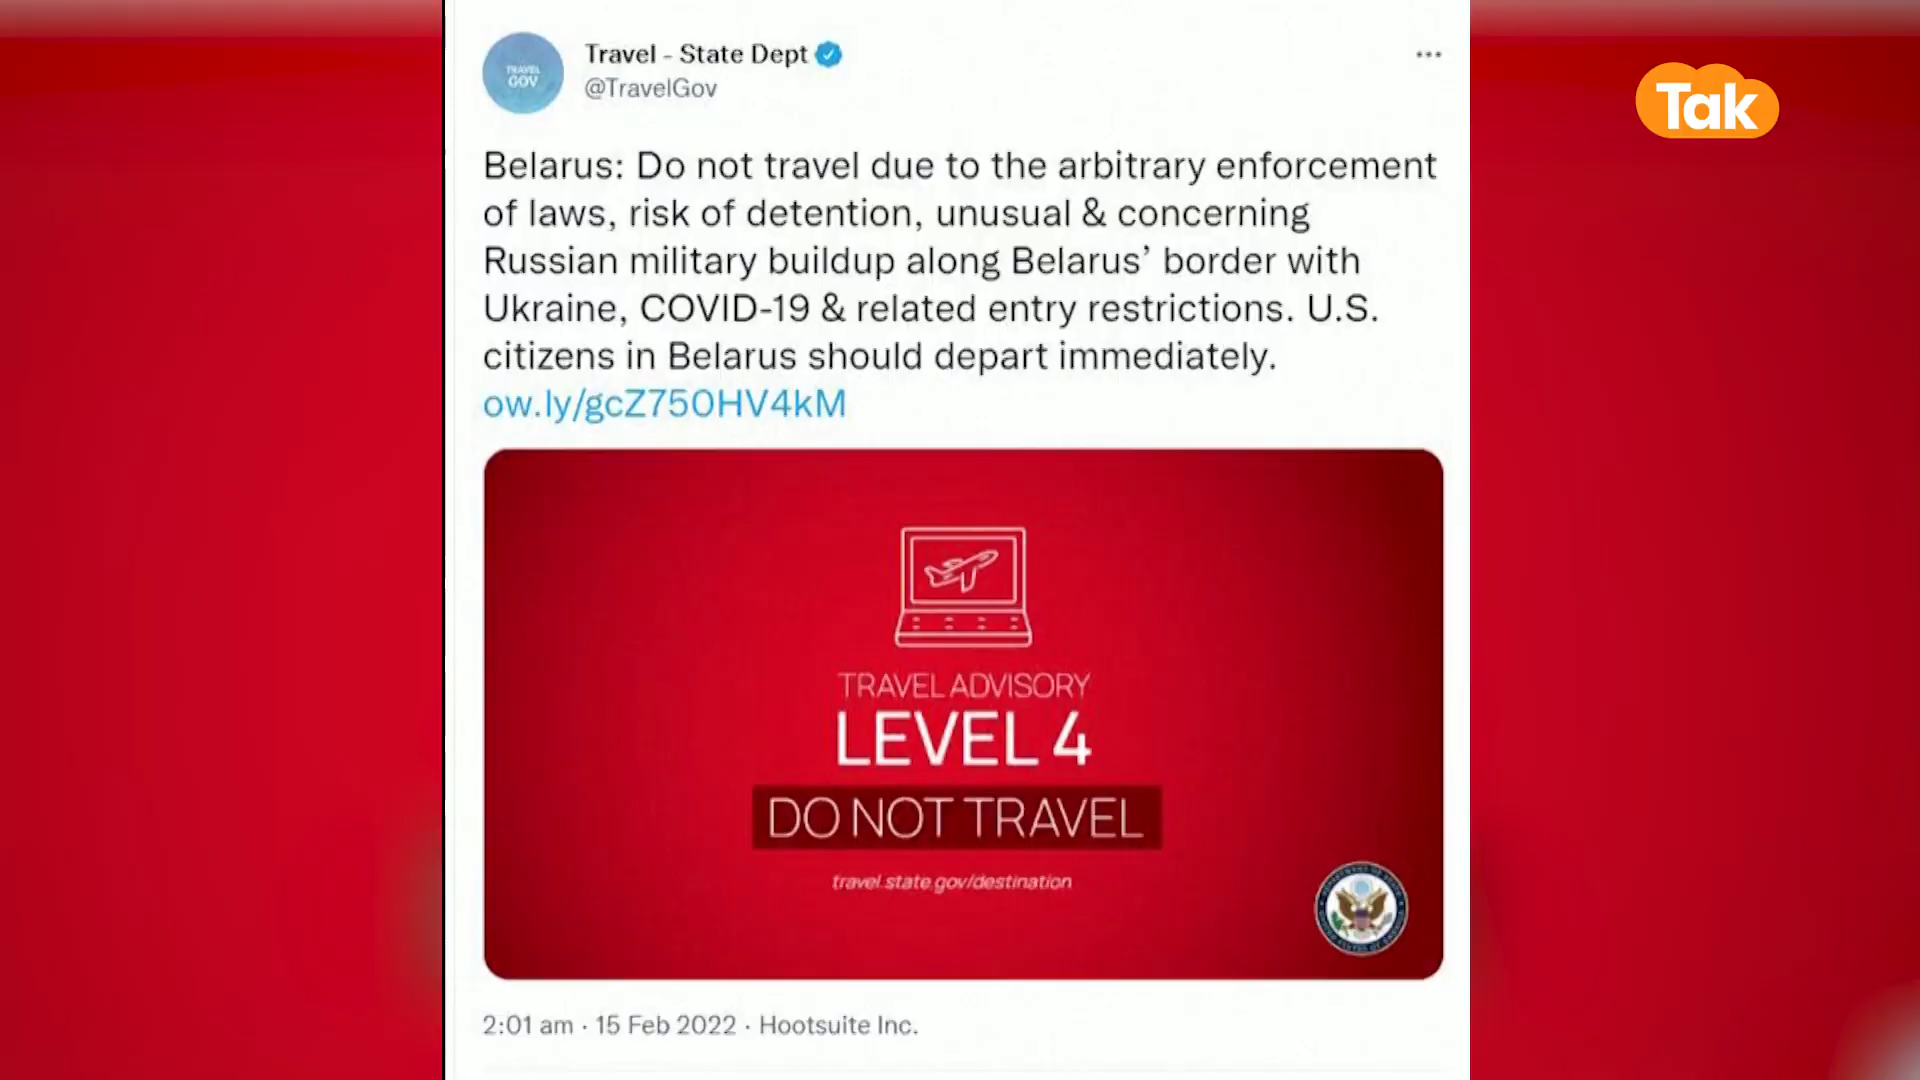 Travel - State Dept
@TravelGov
TRAVEL
GOV
Tak
Belarus: Do not travel due to the arbitrary enforcement
of laws, risk of detention, unusual & concerning
Russian military buildup along Belarus’ border with
Ukraine, COVID-19 & related entry restrictions. U.S.
citizens in Belarus should depart immediately.
ow.ly/gcZ750HV4kM
TRAVEL ADVISORY
LEVEL 4
DO NOT TRAVEL
travel.state.gov/destination
2:01 am · 15 Feb 2022 · Hootsuite Inc.